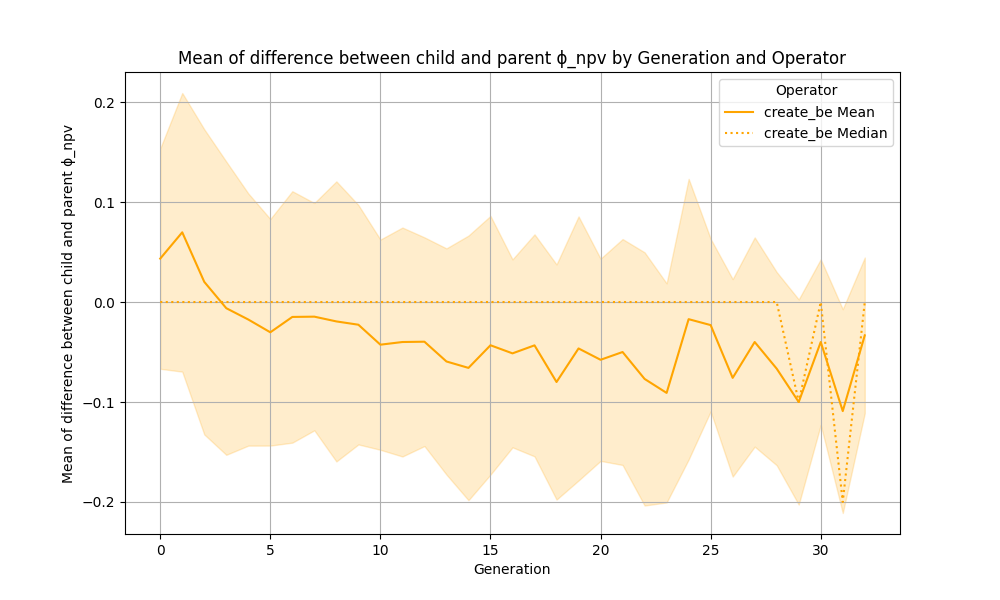 Mean of difference between child and parent ϕ_npv by Generation and Operator
Operator
create_be Mean
create_be Median
Mean of difference between child and parent ϕ_npv
0.2
0.1
0.0
−0.1
−0.2
0 5 10 15 20 25 30
Generation